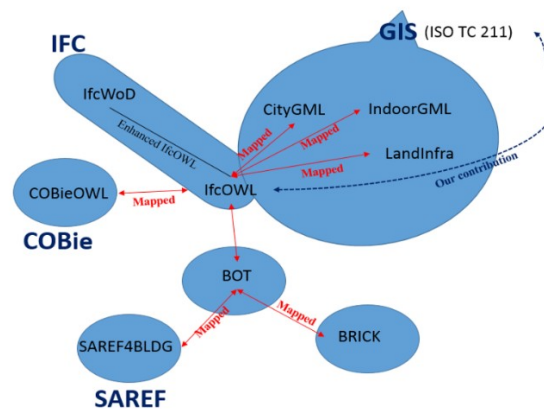 GIS (ISO TC 211)
IFC
IfcWoD
CityGML
IndoorGML
Enhanced IfcOWL
Mapped
Mapped
LandInfra
Mapped
Our contribution
COBieOWL
Mapped
IfcOWL
COBie
BOT
Mapped
Mapped
SAREF4BLDG
BRICK
SAREF